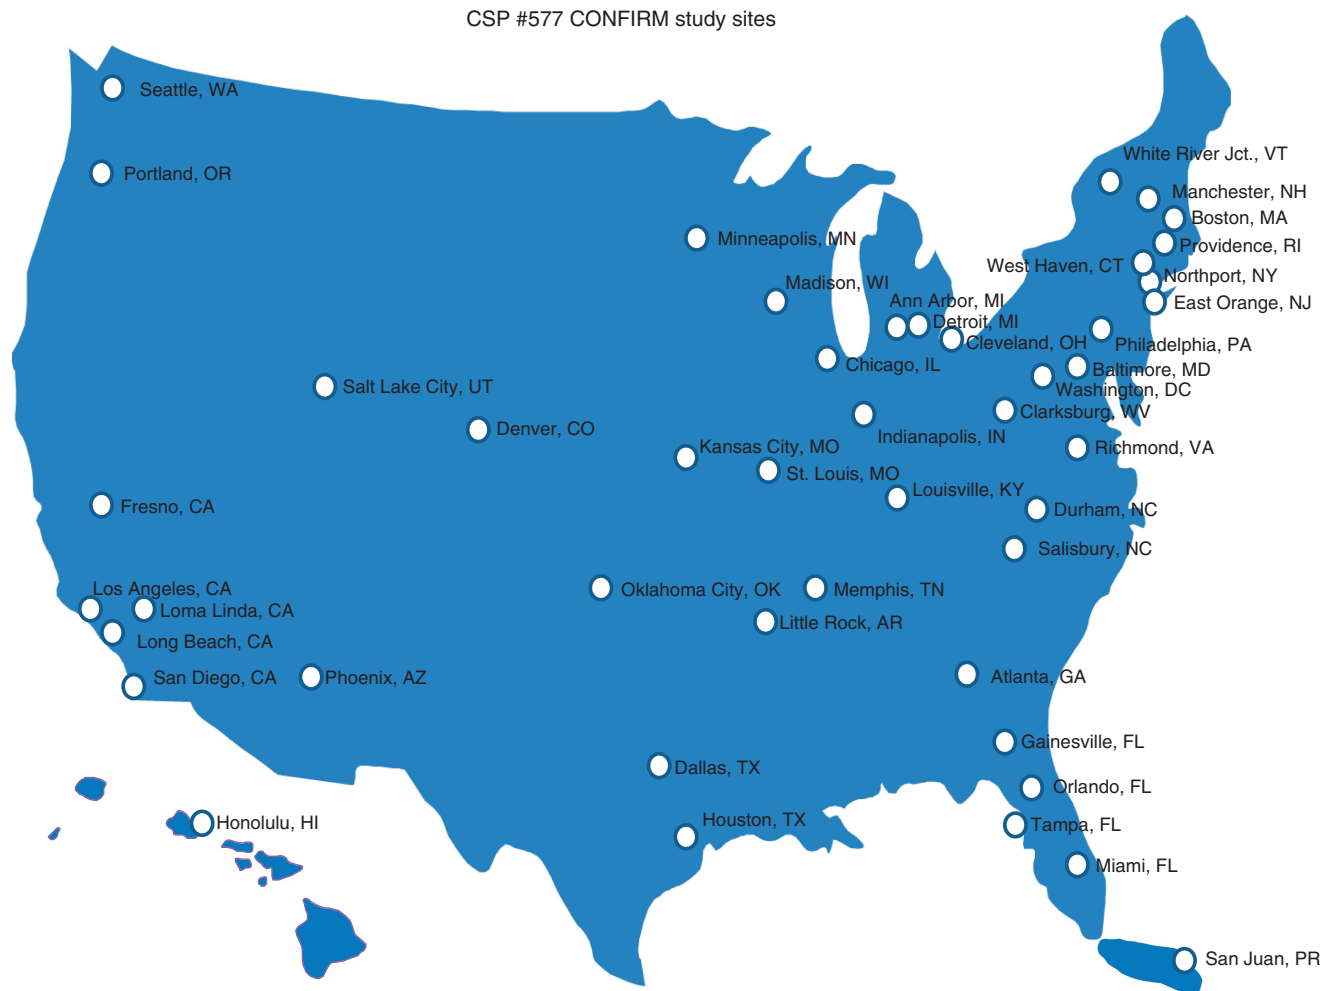 CSP #577 CONFIRM study sites
Seattle, WA
Portland, OR
White River Jct., VT
Manchester, NH
Boston, MA
Providence, RI
West Haven, CT
Northport, NY
East Orange, NJ
Minneapolis, MN
Madison, WI
Ann Arbor, MI
Detroit, MI
Cleveland, OH
Philadelphia, PA
Chicago, IL
Baltimore, MD
Washington, DC
Salt Lake City, UT
Clarksburg, WV
Denver, CO
Indianapolis, IN
Kansas City, MO
Richmond, VA
St. Louis, MO
Louisville, KY
Fresno, CA
Durham, NC
Salisbury, NC
Los Angeles, CA
Loma Linda, CA
Oklahoma City, OK
Memphis, TN
Little Rock, AR
Long Beach, CA
San Diego, CA
Phoenix, AZ
Atlanta, GA
Gainesville, FL
Dallas, TX
Orlando, FL
Houston, TX
Honolulu, HI
Tampa, FL
Miami, FL
San Juan, PR